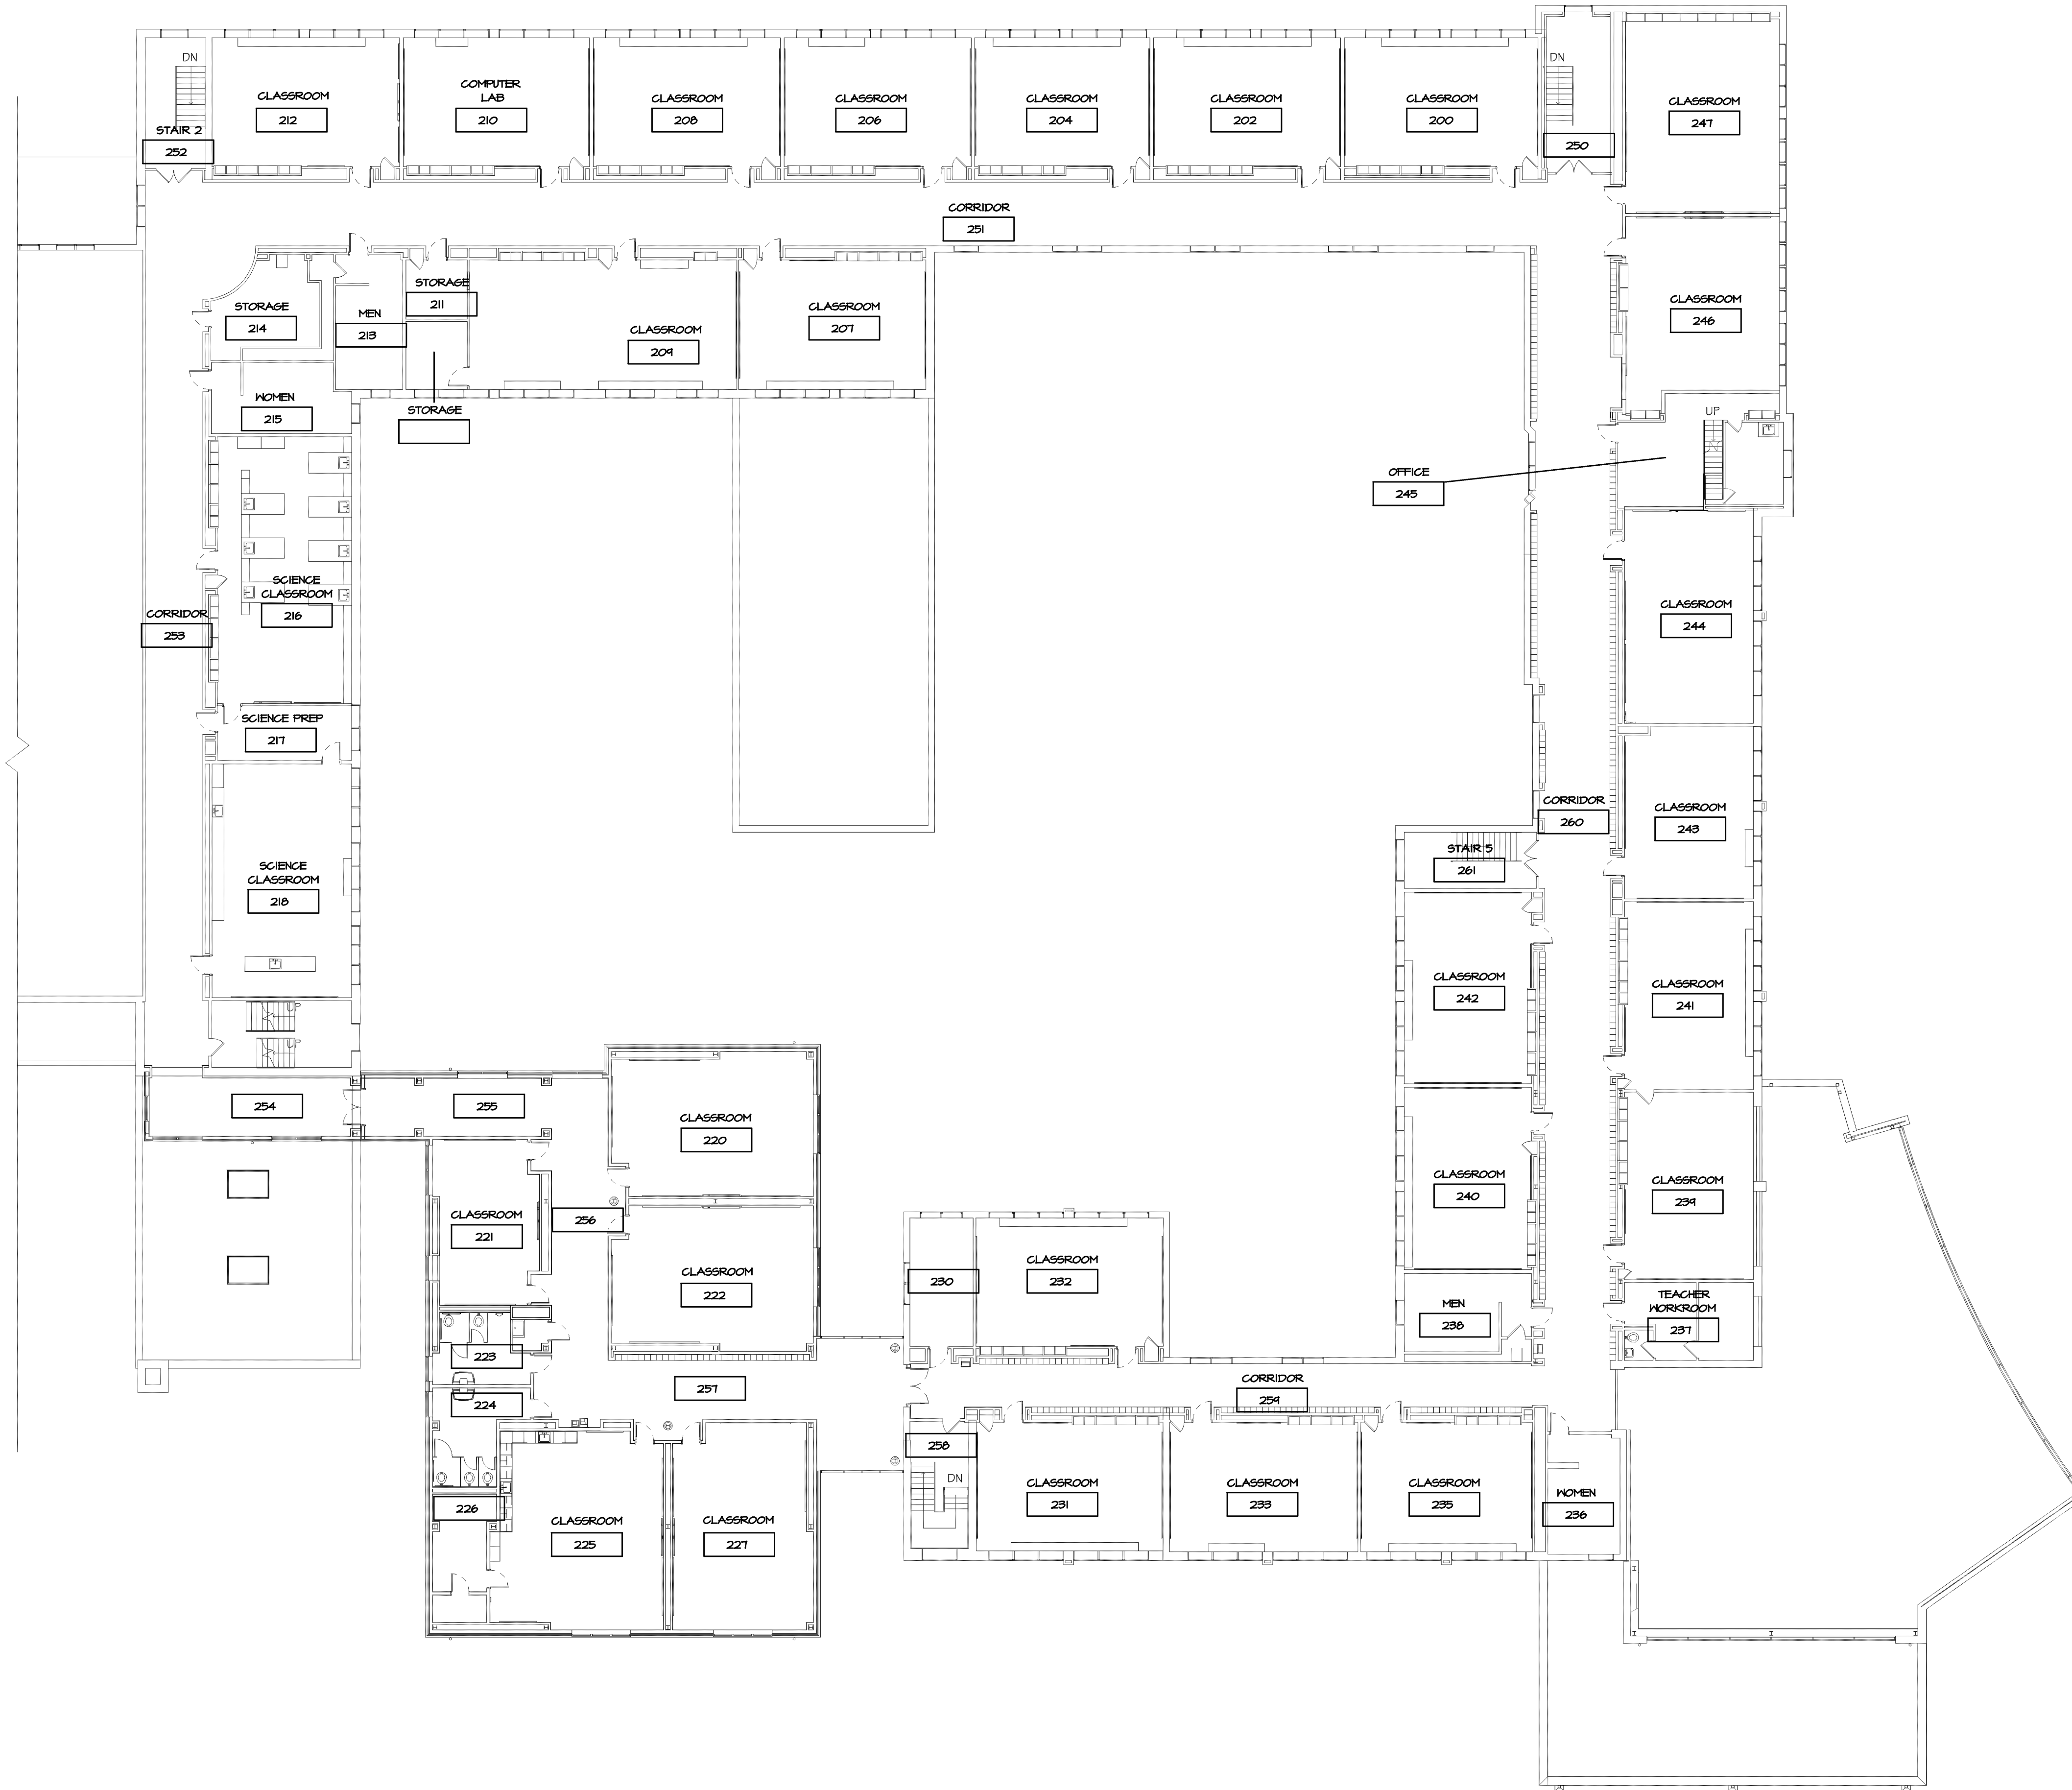 DN
CLASSROOM
212
STAIR 2
252
COMPUTER
LAB
210
CLASSROOM
208
CLASSROOM
206
CLASSROOM
204
CLASSROOM
202
CLASSROOM
200
DN
250
CLASSROOM
247
CORRIDOR
251
STORAGE
214
MEN
213
STORAGE
211
CLASSROOM
209
CLASSROOM
207
CLASSROOM
246
WOMEN
215
STORAGE
UP
OFFICE
245
SCIENCE
CLASSROOM
216
CORRIDOR
253
CLASSROOM
244
SCIENCE PREP
217
CORRIDOR
260
CLASSROOM
243
SCIENCE
CLASSROOM
218
STAIR 5
261
CLASSROOM
242
CLASSROOM
241
UP
UP
254
255
CLASSROOM
220
CLASSROOM
240
CLASSROOM
239
CLASSROOM
221
256
CLASSROOM
222
230
CLASSROOM
232
MEN
238
TEACHER
WORKROOM
237
223
257
224
CORRIDOR
259
258
DN
226
CLASSROOM
225
CLASSROOM
227
CLASSROOM
231
CLASSROOM
233
CLASSROOM
235
WOMEN
236